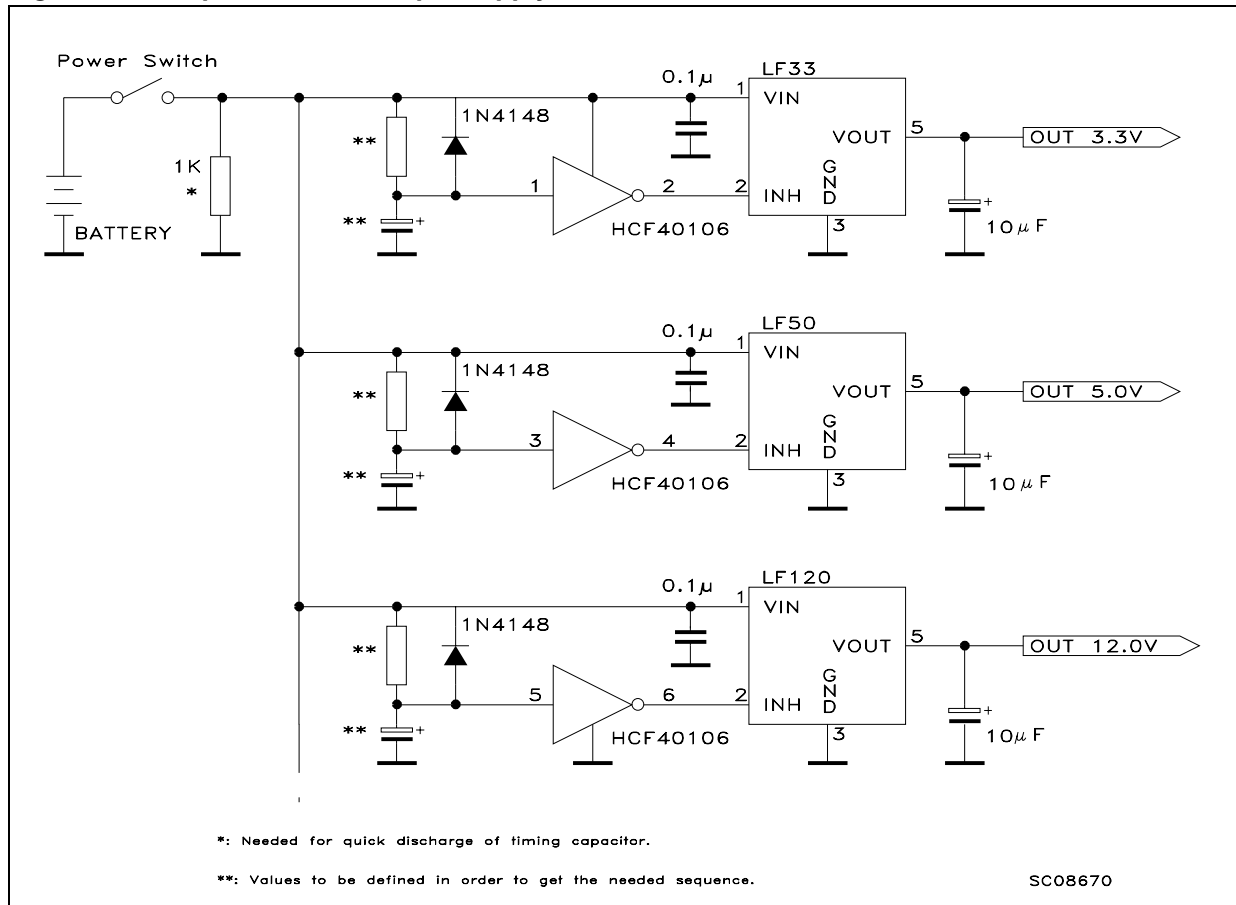 Power Switch
1K
*
BATTERY
**
**
1N4148
1
2
HCF40106
0.1μ
LF33
1
VIN
VOUT
5
2
INH
GND
3
10μF
+
+
OUT 3.3V
**
**
1N4148
3
4
HCF40106
0.1μ
LF50
1
VIN
VOUT
5
2
INH
GND
3
10μF
+
+
OUT 5.0V
**
**
1N4148
5
6
HCF40106
0.1μ
LF120
1
VIN
VOUT
5
2
INH
GND
3
10μF
+
+
OUT 12.0V
*: Needed for quick discharge of timing capacitor.
**: Values to be defined in order to get the needed sequence.
SC08670